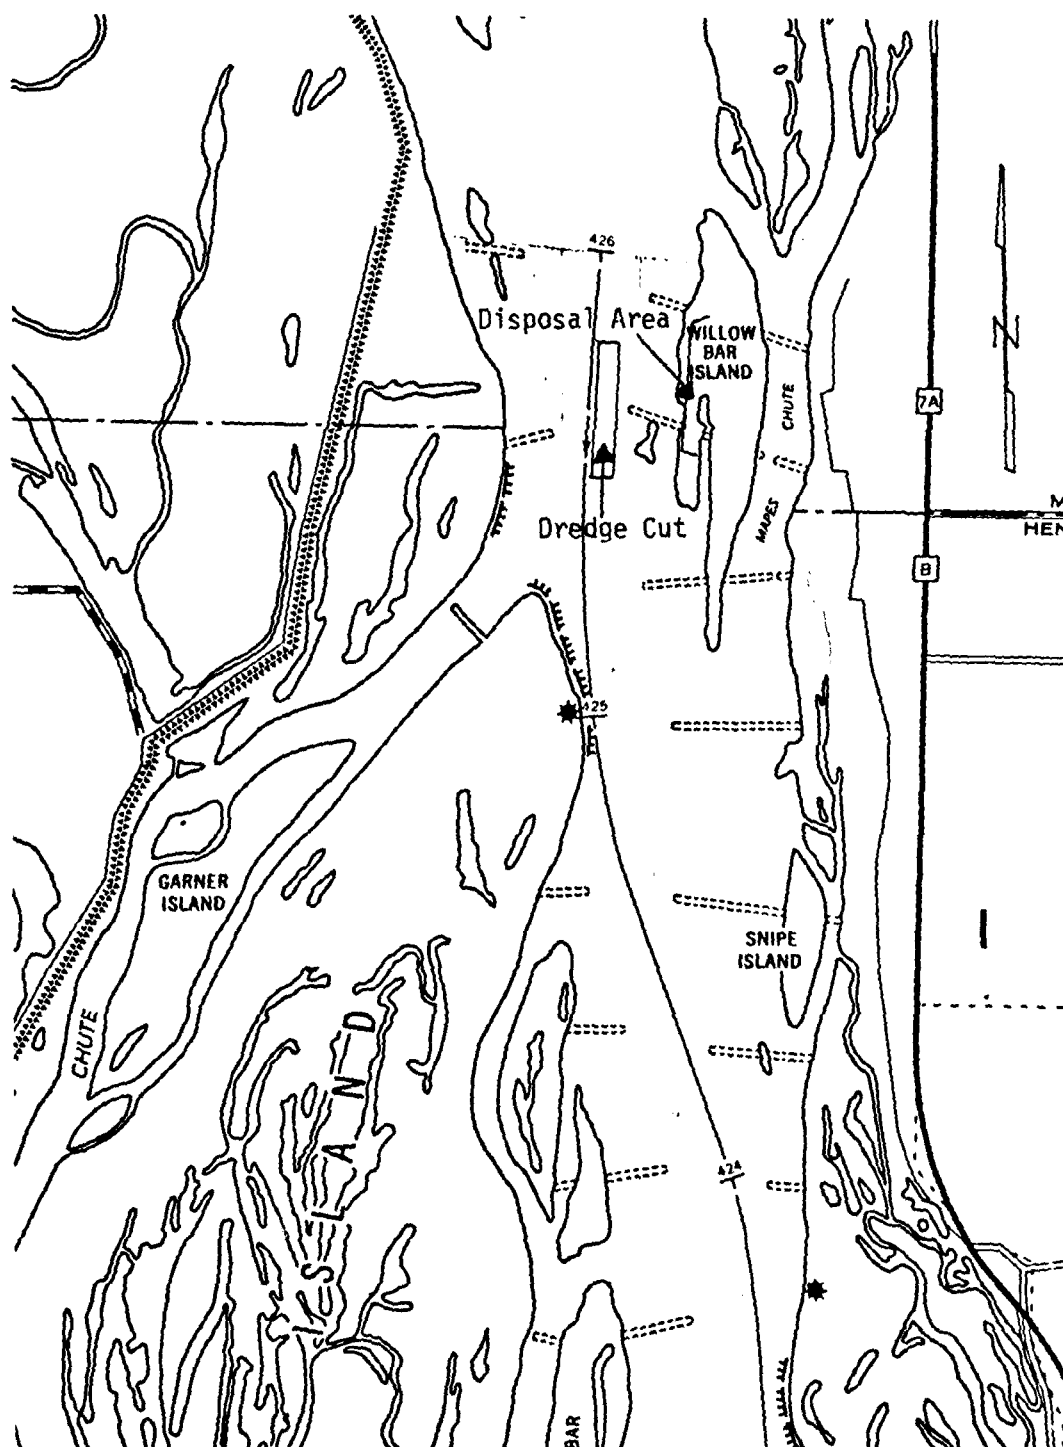 426
Disposal Area
WILLOW
BAR
ISLAND
N
7A
CHUTE
MAPES
M
HEN
Dredge Cut
B
425
GARNER
ISLAND
SNIPE
ISLAND
CHUTE
ISLAND
424
BAR